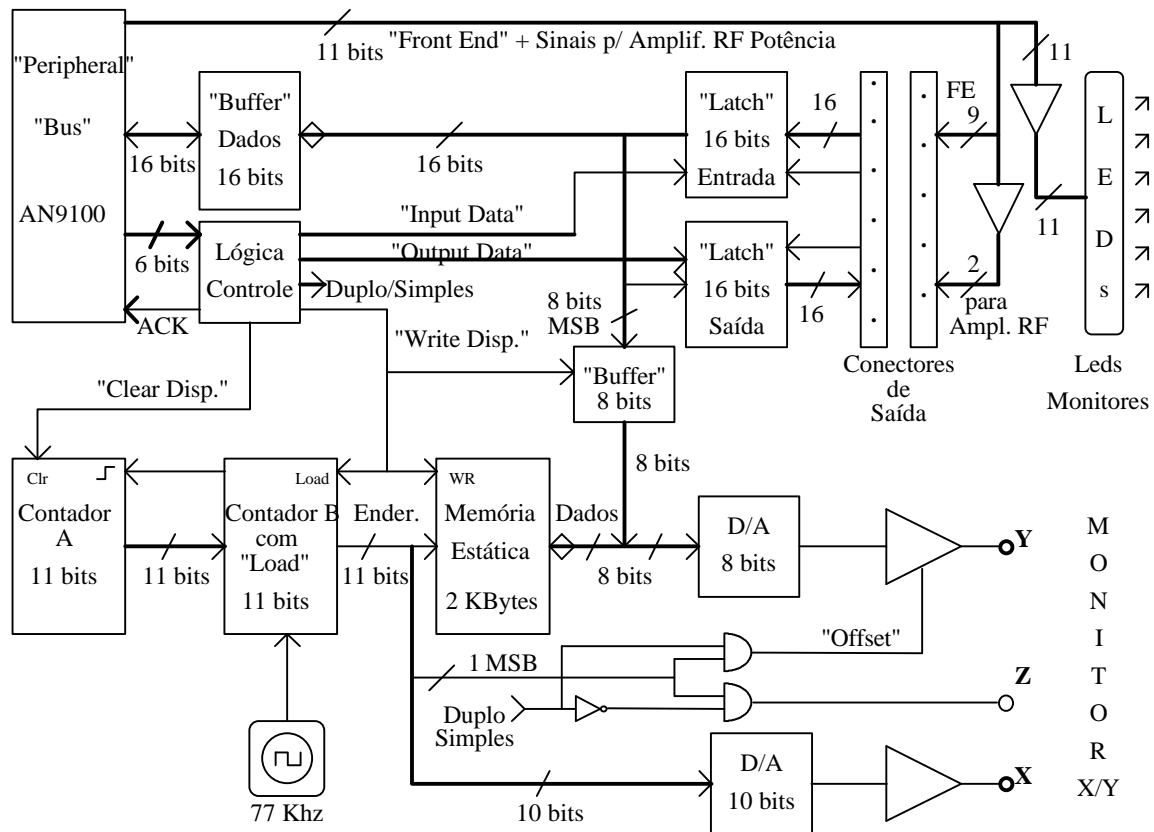 11 bits
"Front End" + Sinais p/ Amplif. RF Potência
"Peripheral"
"Bus"
16 bits
AN9100
6 bits
ACK
"Buffer"
Dados
16 bits
16 bits
"Latch"
16 bits
Entrada
16
FE
9
11
11
L
E
D
s
"Input Data"
"Output Data"
Lógica
Controle
Duplo/Simples
"Latch"
16 bits
Saída
16
2
para
Ampl. RF
8 bits
MSB
"Write Disp."
"Buffer"
8 bits
Conectores
de
Saída
Leds
Monitores
"Clear Disp."
8 bits
Clr
Contador
A
11 bits
11 bits
Load
Contador B
com
"Load"
11 bits
Ender.
11 bits
WR
Memória
Estática
2 KBytes
Dados
8 bits
D/A
8 bits
Y
"Offset"
1 MSB
Duplo
Simples
Z
77 Khz
10 bits
D/A
10 bits
X
M
O
N
I
T
O
R
X/Y